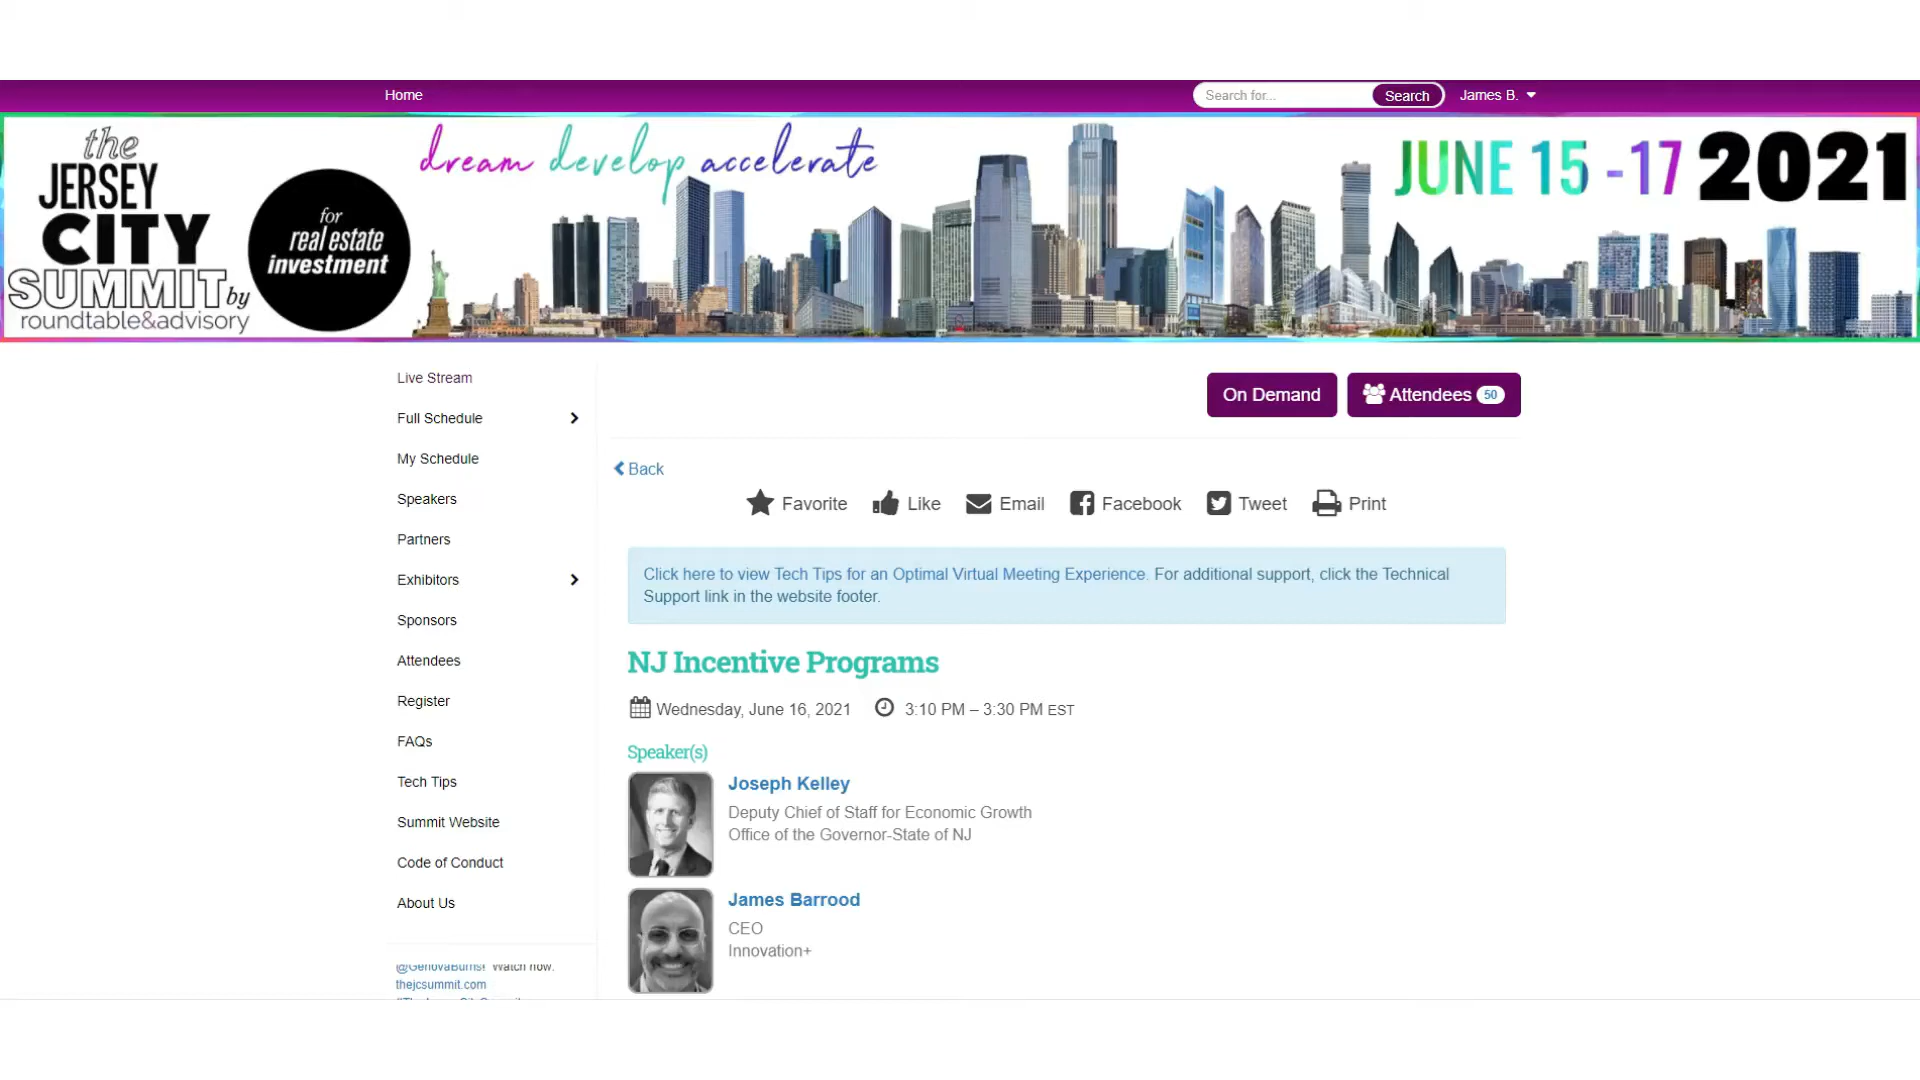 Home
Search for...
Search
James B.
the
JERSEY
CITY
SUMMIT by
roundtable&advisory
for
real estate
investment
dream develop accelerate
JUNE 15 -17 2021
Live Stream
Full Schedule
My Schedule
Speakers
Partners
Exhibitors
Sponsors
Attendees
Register
FAQs
Tech Tips
Summit Website
Code of Conduct
About Us
@GenovaBurns! Watch now:
thejcsummit.com
On Demand
Attendees 50
Back
Favorite
Like
Email
Facebook
Tweet
Print
Click here to view Tech Tips for an Optimal Virtual Meeting Experience. For additional support, click the Technical
Support link in the website footer.
NJ Incentive Programs
Wednesday, June 16, 2021
3:10 PM – 3:30 PM EST
Speaker(s)
Joseph Kelley
Deputy Chief of Staff for Economic Growth
Office of the Governor-State of NJ
James Barrood
CEO
Innovation+